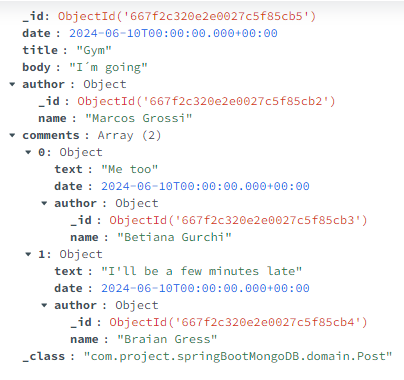 _id: ObjectId('667f2c320e2e0027c5f85cb5')
date : 2024-06-10T00:00:00.000+00:00
title : "Gym"
body : "I´m going"
author : Object
_id : ObjectId('667f2c320e2e0027c5f85cb2')
name : "Marcos Grossi"
comments : Array (2)
0: Object
text : "Me too"
date : 2024-06-10T00:00:00.000+00:00
author : Object
_id : ObjectId('667f2c320e2e0027c5f85cb3')
name : "Betiana Gurchi"
1: Object
text : "I'll be a few minutes late"
date : 2024-06-10T00:00:00.000+00:00
author : Object
_id : ObjectId('667f2c320e2e0027c5f85cb4')
name : "Braian Gress"
_class : "com.project.springBootMongoDB.domain.Post"